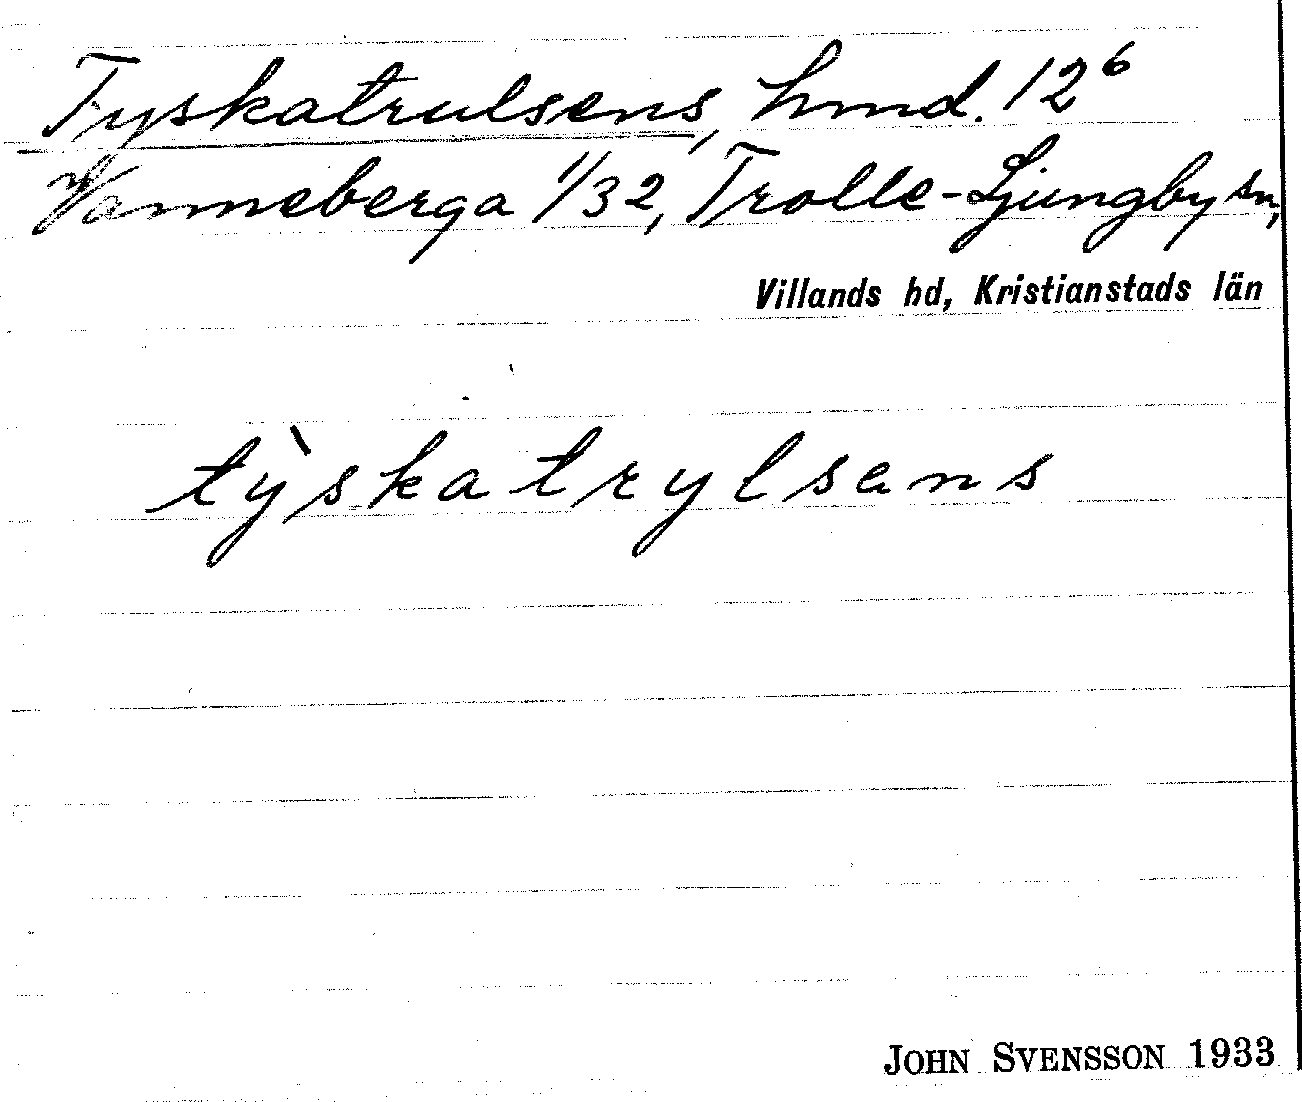 Tyskatrulsens, hmd. 12⁶
Vanneberga 1/32, Trolle-Ljungby sn,
Villands hd, Kristianstads län
tỳskatrylsens
JOHN SVENSSON 1933